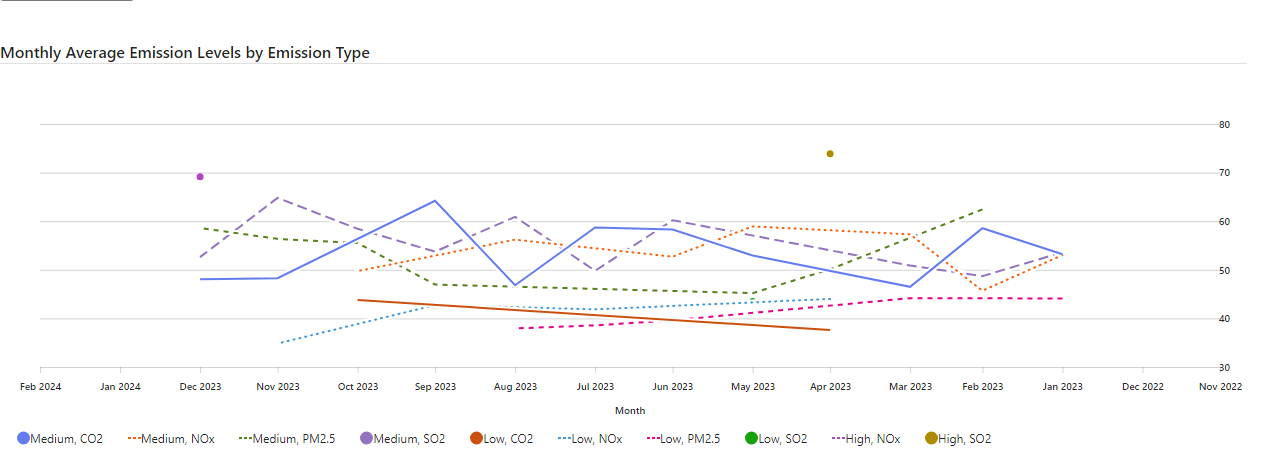 Monthly Average Emission Levels by Emission Type
80
70
60
50
40
30
Feb 2024 Jan 2024 Dec 2023 Nov 2023 Oct 2023 Sep 2023 Aug 2023 Jul 2023 Jun 2023 May 2023 Apr 2023 Mar 2023 Feb 2023 Jan 2023 Dec 2022 Nov 2022
Month
Medium, CO2 Medium, NOx Medium, PM2.5 Medium, SO2 Low, CO2 Low, NOx Low, PM2.5 Low, SO2 High, NOx High, SO2